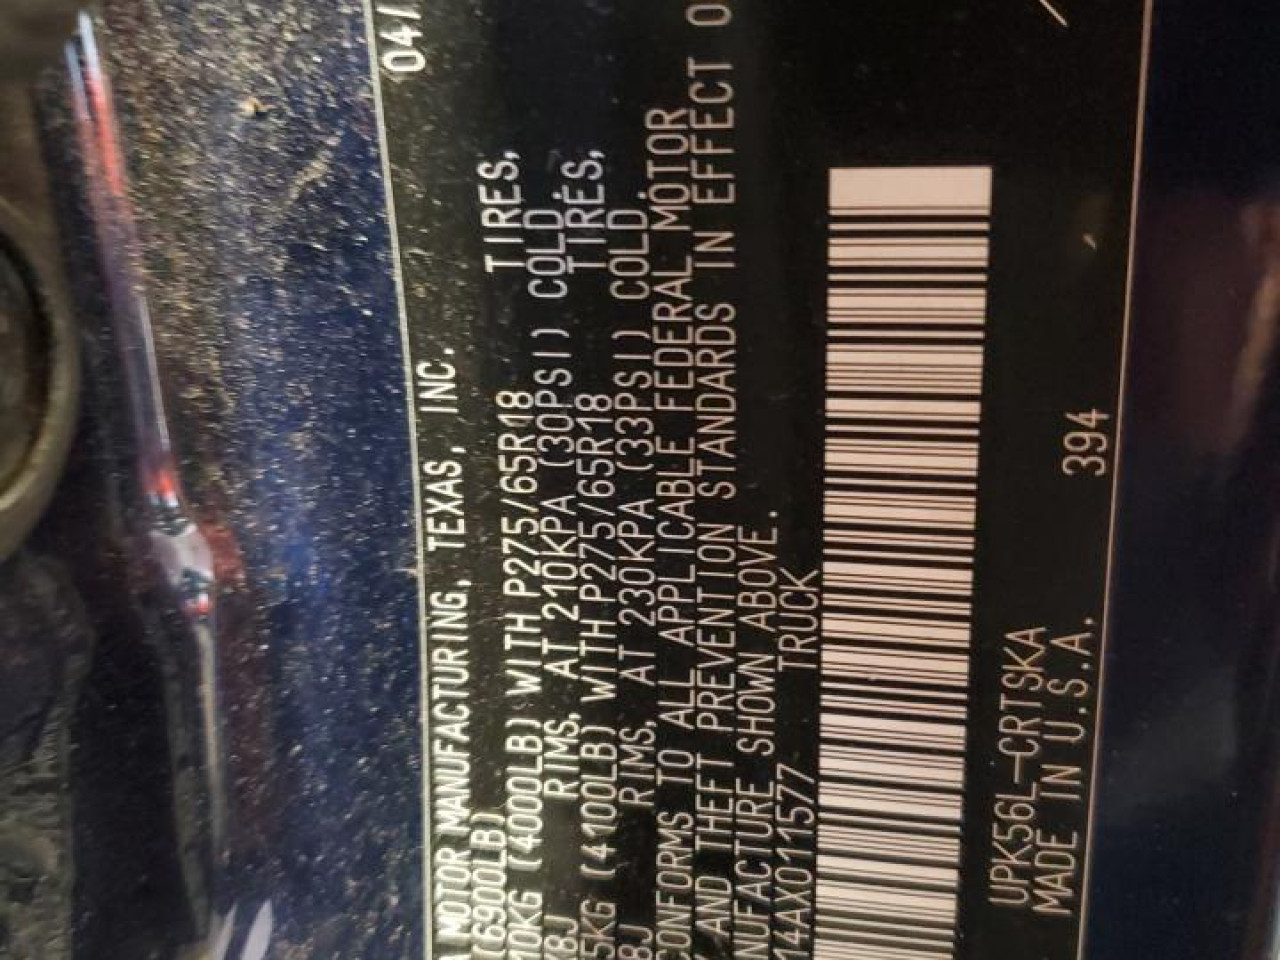 04/
A MOTOR MANUFACTURING, TEXAS, INC.
(6900LB)
10KG (4000LB) WITH P275/65R18 TIRES,
X8J RIMS, AT 210KPA (30PSI) COLD.
5KG (4100LB) WITH P275/65R18 TIRES,
8J RIMS, AT 230KPA (33PSI) COLD.
CONFORMS TO ALL APPLICABLE FEDERAL MOTOR
Y AND THEFT PREVENTION STANDARDS IN EFFECT O
NUFACTURE SHOWN ABOVE.
14AX011577 TRUCK
UPK56L-CRTSKA 394
MADE IN U.S.A.